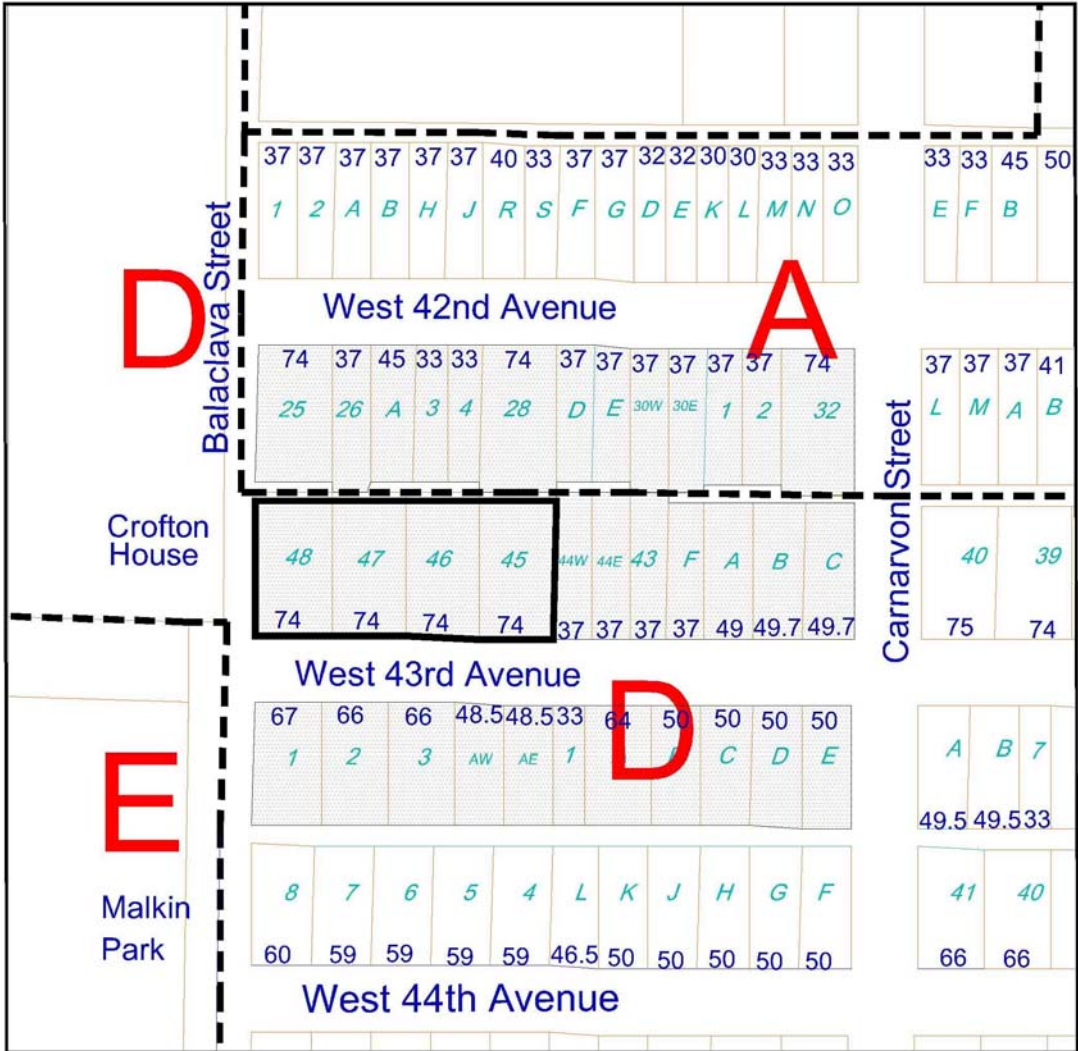 37 37 37 37 37 37 40 33 37 37 32 32 30 30 33 33 33 33 33 45 50
1 2 A B H J R S F G D E K L M N O E F B
West 42nd Avenue
D
Balaclava Street
A
74 37 45 33 33 74 37 37 37 37 37 37 74 37 37 37 41
25 26 A 3 4 28 D E 30W 30E 1 2 32 L M A B
Carnarvon Street
Crofton
House
48 47 46 45 44W 44E 43 F A B C 40 39
74 74 74 74 37 37 37 37 49 49.7 49.7 75 74
West 43rd Avenue
D
67 66 66 48.5 48.5 33 64 50 50 50 50
1 2 3 AW AE 1 C D E A B 7
49.5 49.5 33
E
8 7 6 5 4 L K J H G F 41 40
Malkin
Park
60 59 59 59 59 46.5 50 50 50 50 50 66 66
West 44th Avenue